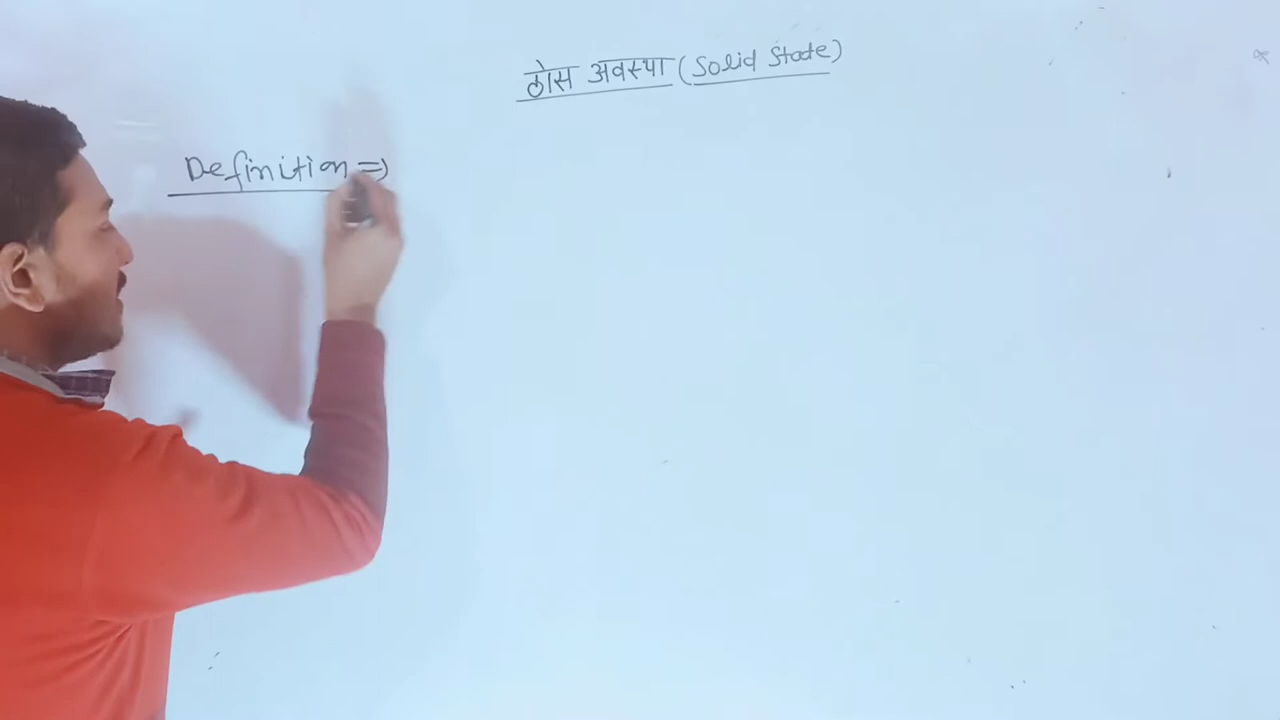 ठोस अवस्था (Solid State)
Definition =>